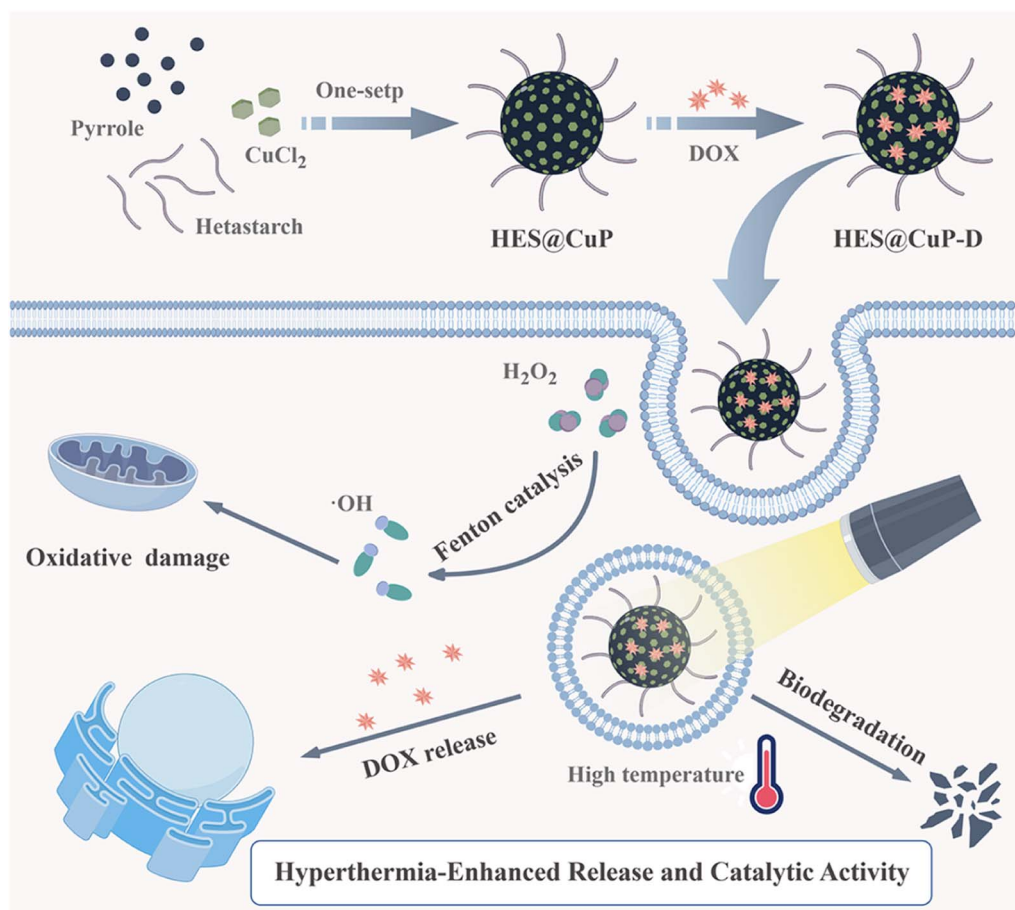 Pyrrole
CuCl₂
Hetastarch
One-setp
HES@CuP
DOX
HES@CuP-D
H₂O₂
Fenton catalysis
·OH
Oxidative damage
DOX release
High temperature
Biodegradation
Hyperthermia-Enhanced Release and Catalytic Activity